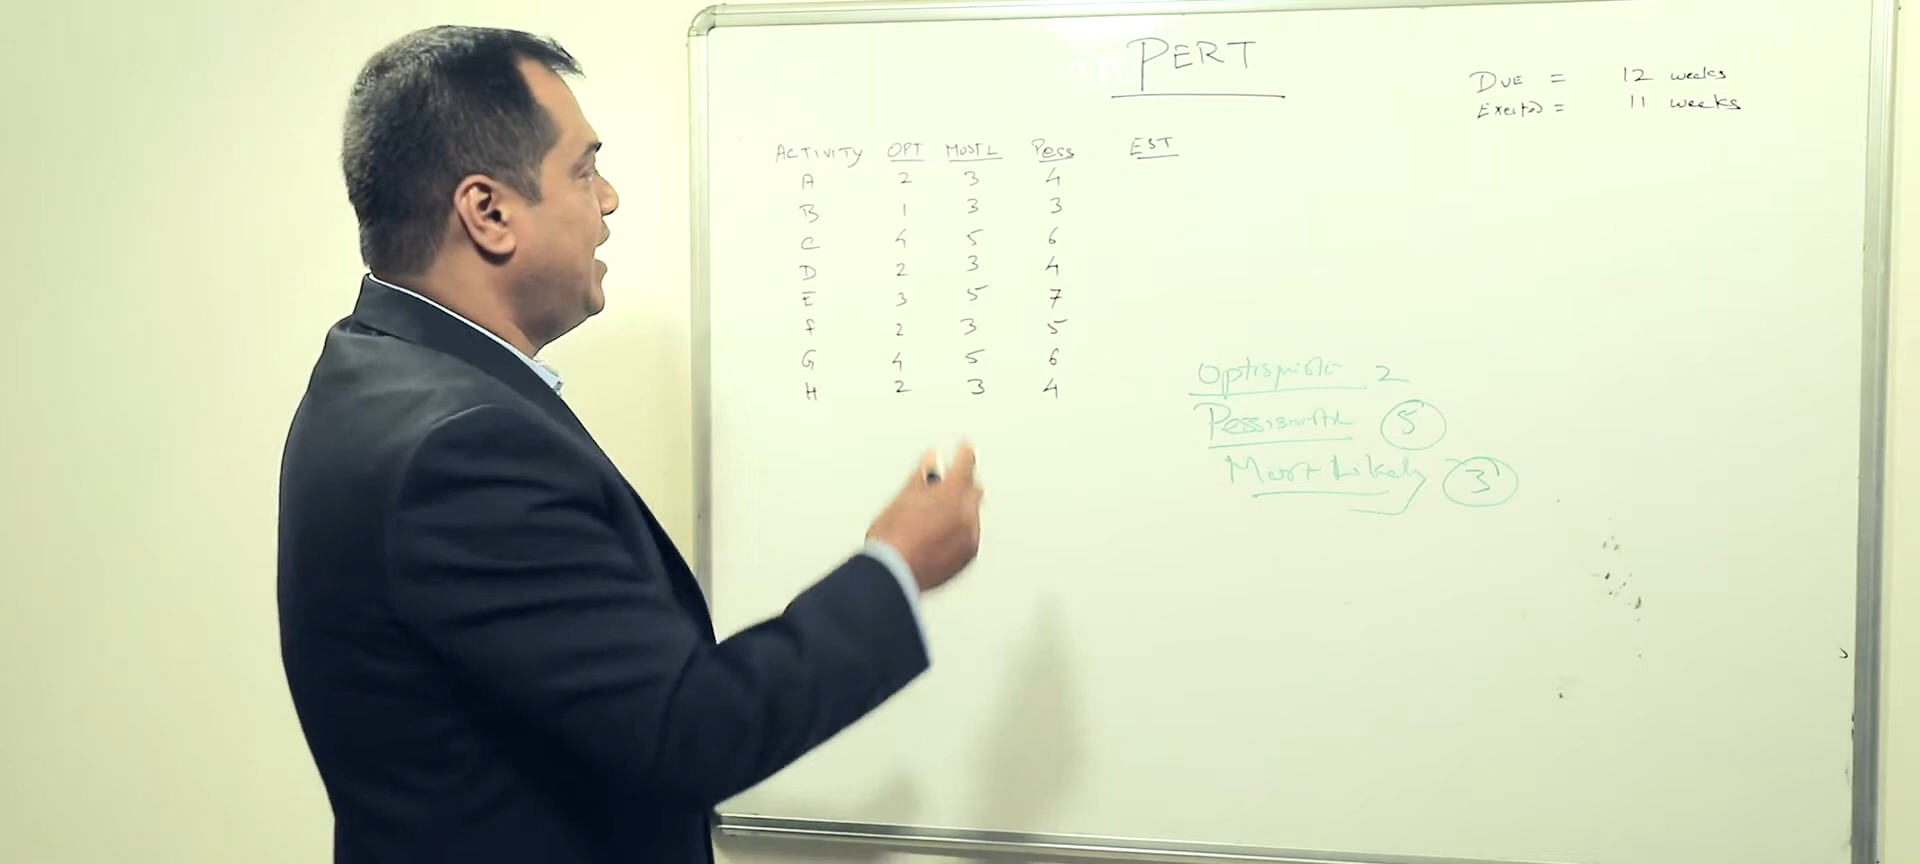 PERT
DUE = 12 weeks
Exected = 11 weeks
ACTIVITY OPT MOST L Pess EST
A 2 3 4
B 1 3 3
C 4 5 6
D 2 3 4
E 3 5 7
F 2 3 5
G 4 5 6
H 2 3 4
2
5
Most Likely 3